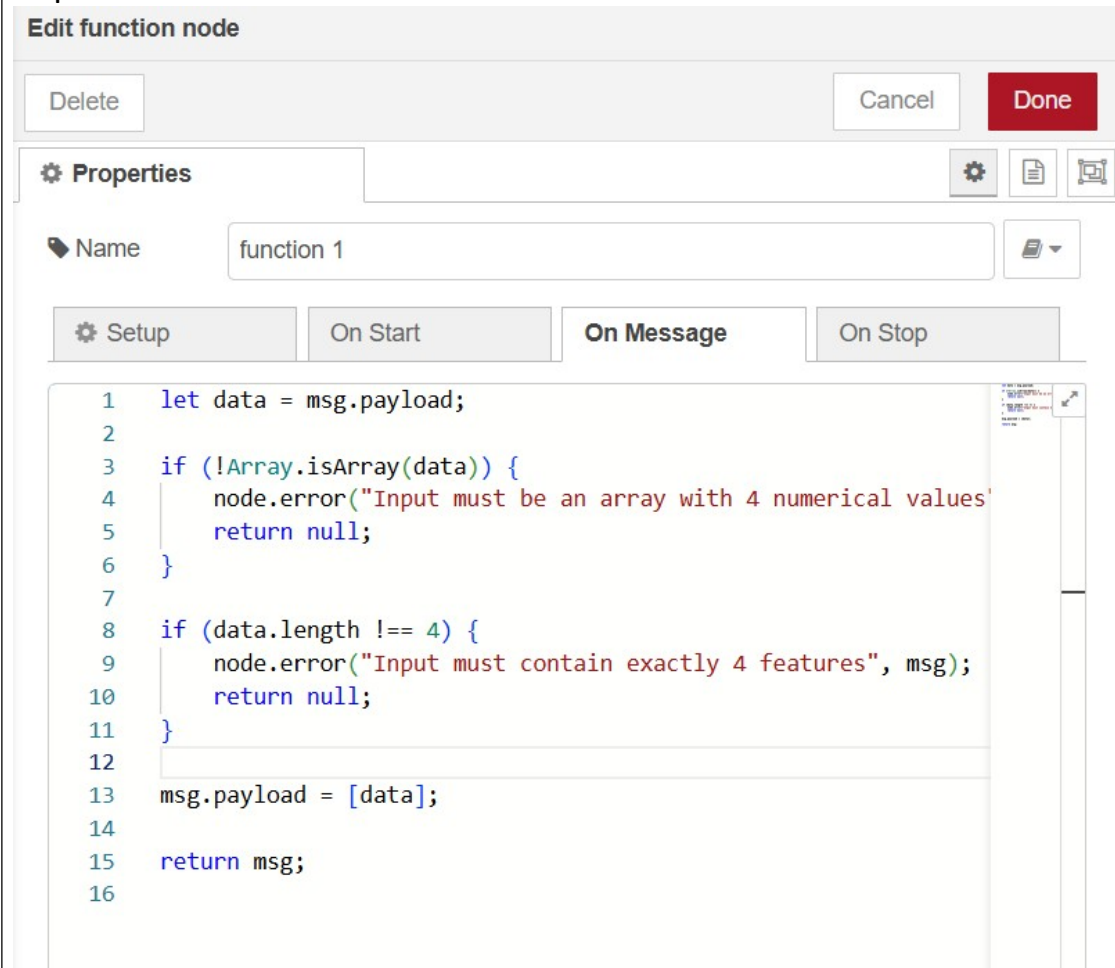 Edit function node
Delete Cancel Done
Properties
Name function 1
Setup On Start On Message On Stop
1 let data = msg.payload;
2
3 if (!Array.isArray(data)) {
4 node.error("Input must be an array with 4 numerical values"
5 return null;
6 }
7
8 if (data.length !== 4) {
9 node.error("Input must contain exactly 4 features", msg);
10 return null;
11 }
12
13 msg.payload = [data];
14
15 return msg;
16